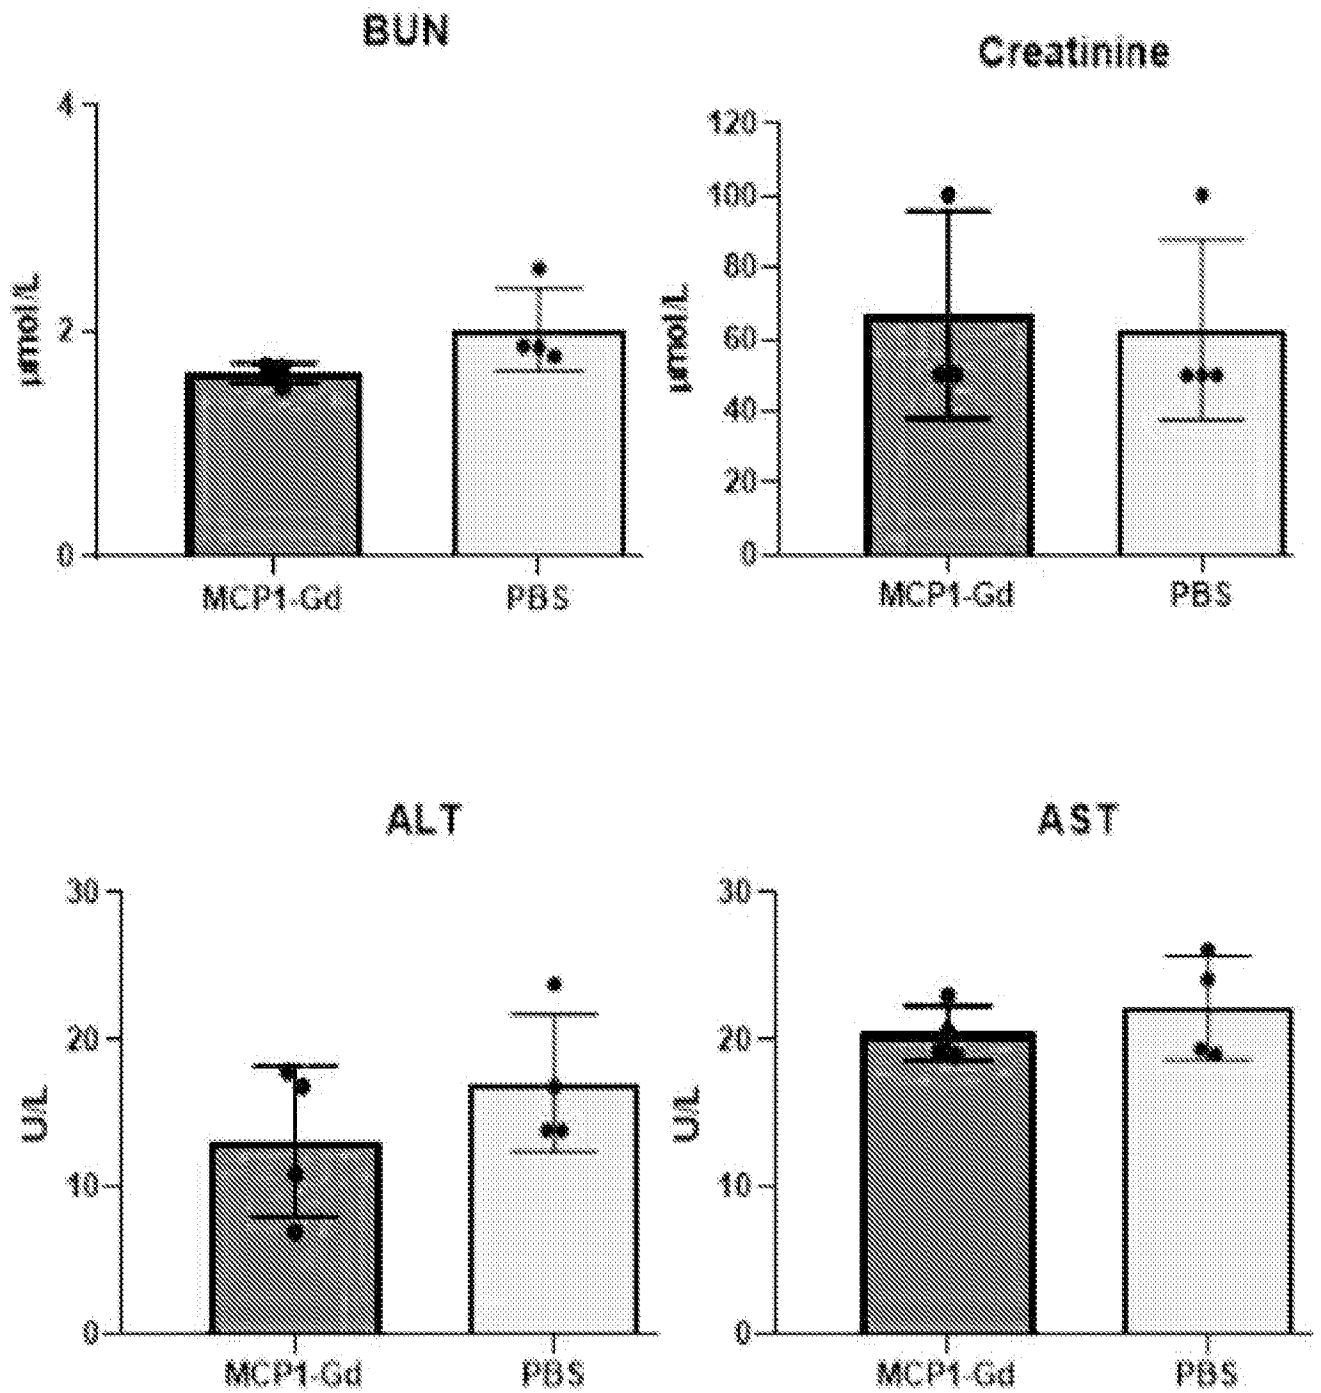 BUN
4
2
0
μmol/L
MCP1-Gd
PBS
Creatinine
120
100
80
60
40
20
0
μmol/L
MCP1-Gd
PBS
ALT
30
20
10
0
U/L
MCP1-Gd
PBS
AST
30
20
10
0
U/L
MCP1-Gd
PBS